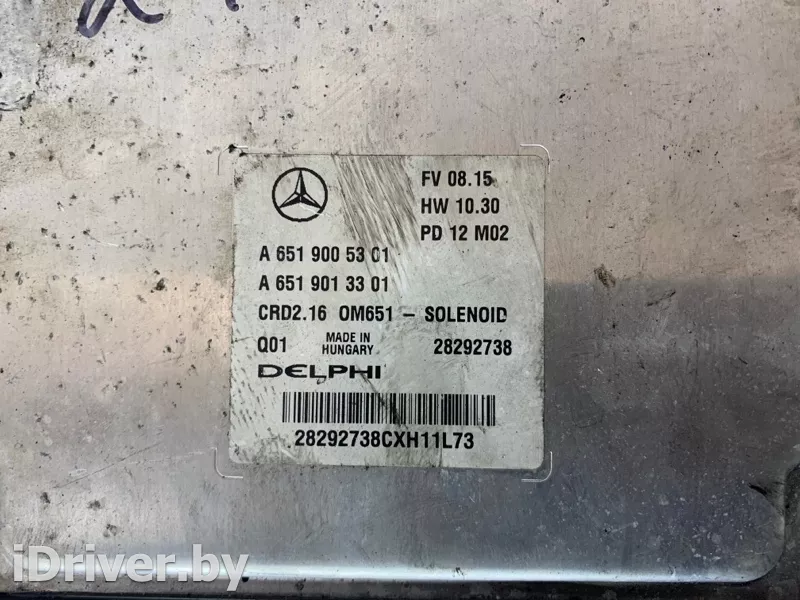 FV 08.15
HW 10.30
PD 12 M02
A 651 900 53 01
A 651 901 33 01
CRD2.16 OM651 – SOLENOID
Q01 MADE IN HUNGARY 28292738
DELPHI
28292738CXH11L73
iDriver.by